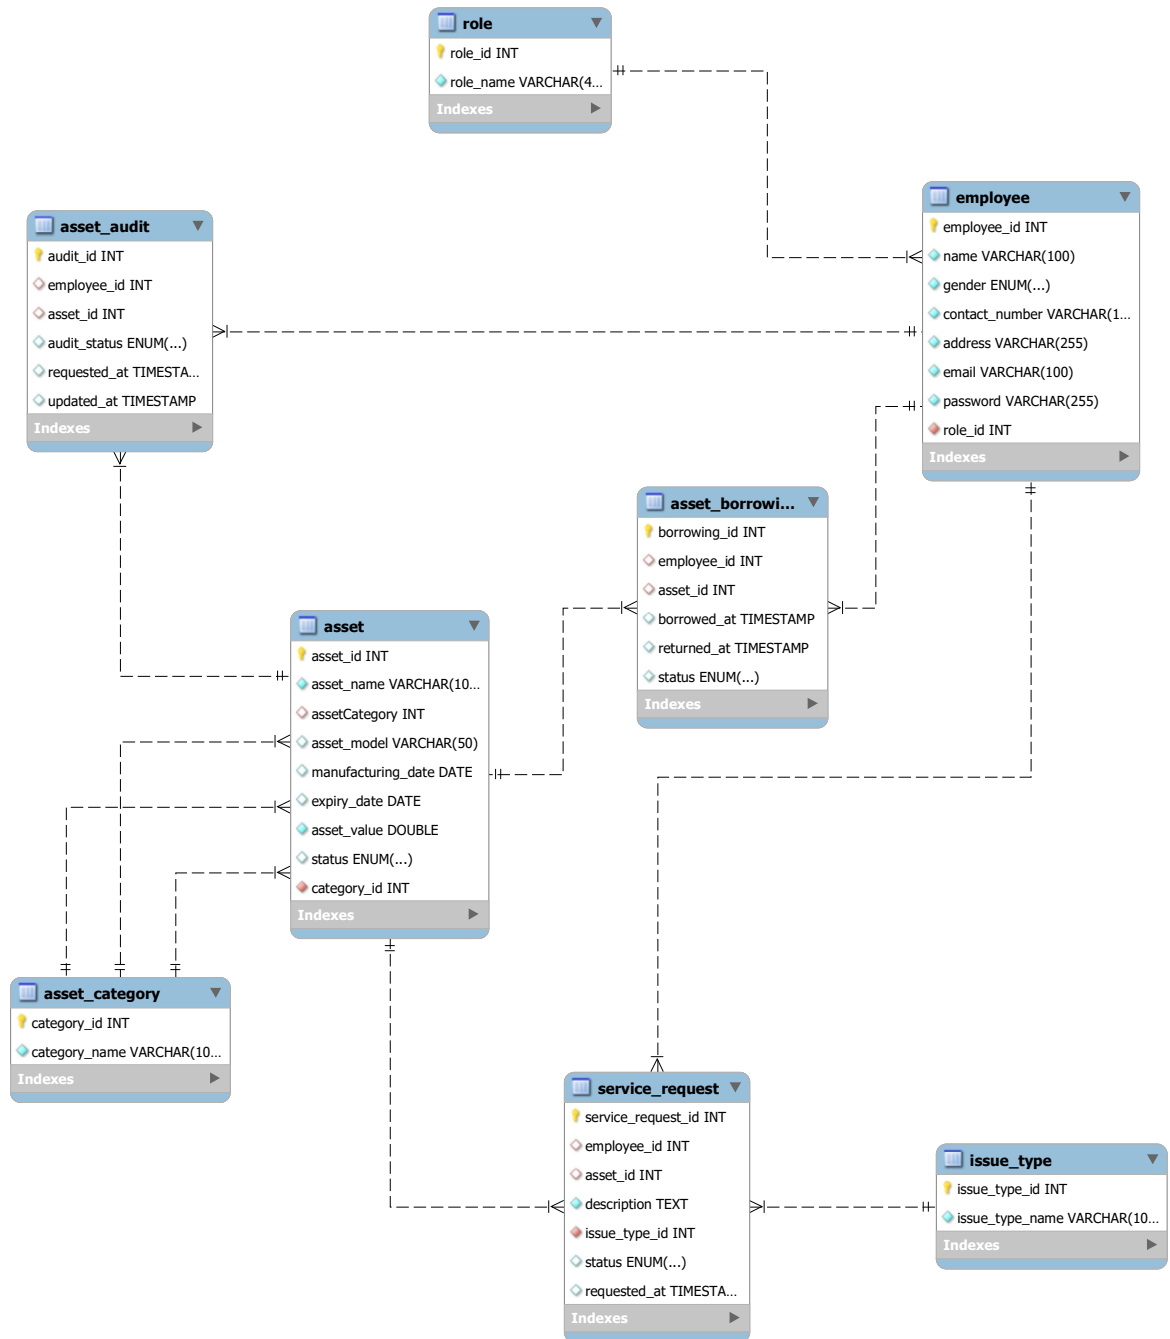 role
role_id INT
role_name VARCHAR(4...
Indexes
employee
employee_id INT
name VARCHAR(100)
gender ENUM(...)
contact_number VARCHAR(1...
address VARCHAR(255)
email VARCHAR(100)
password VARCHAR(255)
role_id INT
Indexes
asset_audit
audit_id INT
employee_id INT
asset_id INT
audit_status ENUM(...)
requested_at TIMESTA...
updated_at TIMESTAMP
Indexes
asset_borrowi...
borrowing_id INT
employee_id INT
asset_id INT
borrowed_at TIMESTAMP
returned_at TIMESTAMP
status ENUM(...)
Indexes
asset
asset_id INT
asset_name VARCHAR(10...
assetCategory INT
asset_model VARCHAR(50)
manufacturing_date DATE
expiry_date DATE
asset_value DOUBLE
status ENUM(...)
category_id INT
Indexes
asset_category
category_id INT
category_name VARCHAR(10...
Indexes
service_request
service_request_id INT
employee_id INT
asset_id INT
description TEXT
issue_type_id INT
status ENUM(...)
requested_at TIMESTA...
Indexes
issue_type
issue_type_id INT
issue_type_name VARCHAR(10...
Indexes